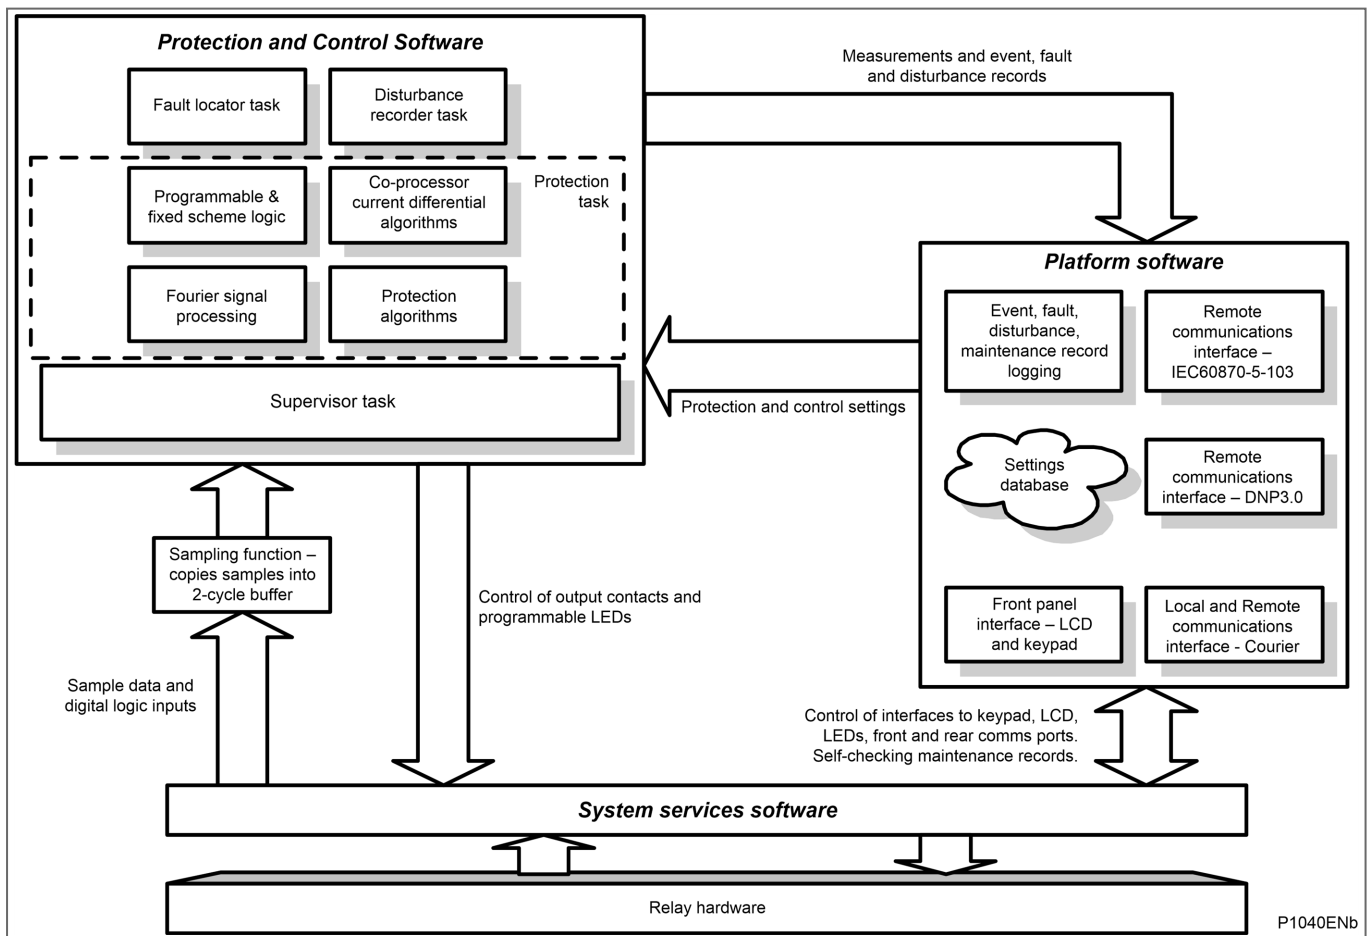 Protection and Control Software
Fault locator task
Disturbance
recorder task
Programmable &
fixed scheme logic
Co-processor
current differential
algorithms
Protection
task
Fourier signal
processing
Protection
algorithms
Supervisor task
Measurements and event, fault
and disturbance records
Platform software
Event, fault,
disturbance,
maintenance record
logging
Remote
communications
interface –
IEC60870-5-103
Protection and control settings
Settings
database
Remote
communications
interface – DNP3.0
Front panel
interface – LCD
and keypad
Local and Remote
communications
interface - Courier
Sampling function –
copies samples into
2-cycle buffer
Control of output contacts and
programmable LEDs
Sample data and
digital logic inputs
Control of interfaces to keypad, LCD,
LEDs, front and rear comms ports.
Self-checking maintenance records.
System services software
Relay hardware
P1040ENb